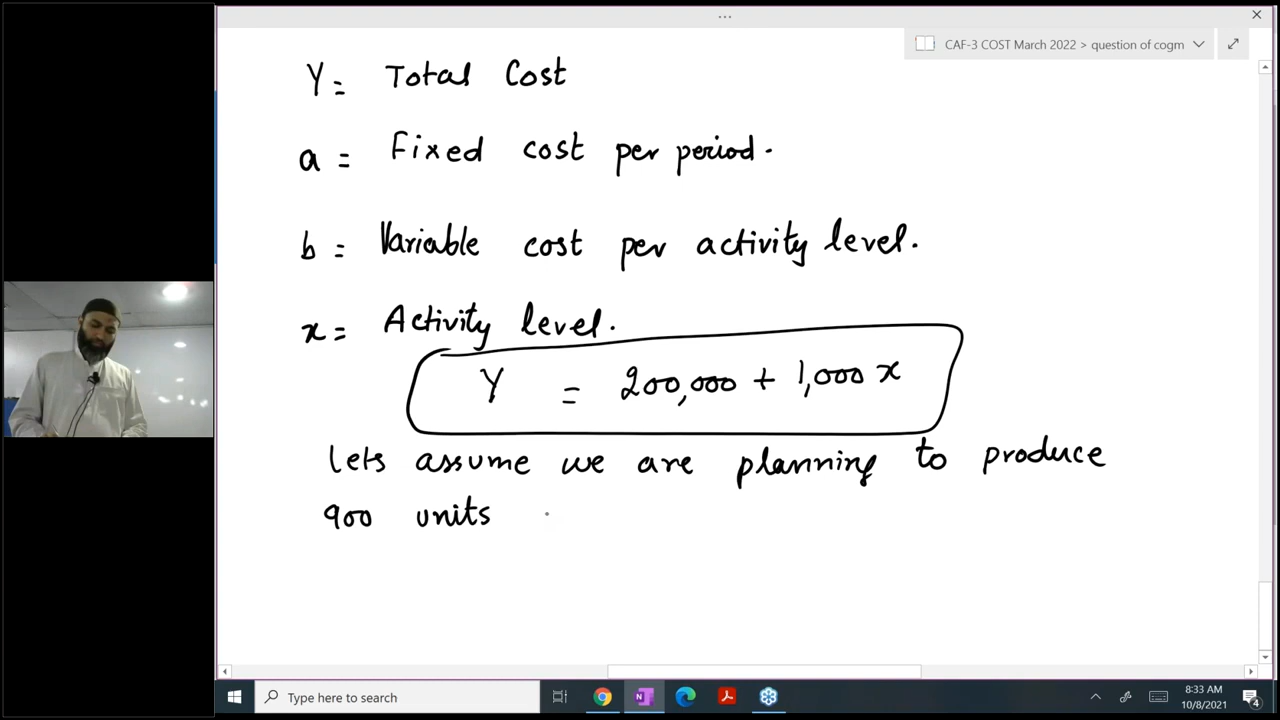 CAF-3 COST March 2022 > question of cogm
Y = Total Cost
a = Fixed cost per period.
b = Variable cost per activity level.
x = Activity level.
Y = 200,000 + 1,000 x
lets assume we are planning to produce
900 units
Type here to search
8:33 AM
10/8/2021
4